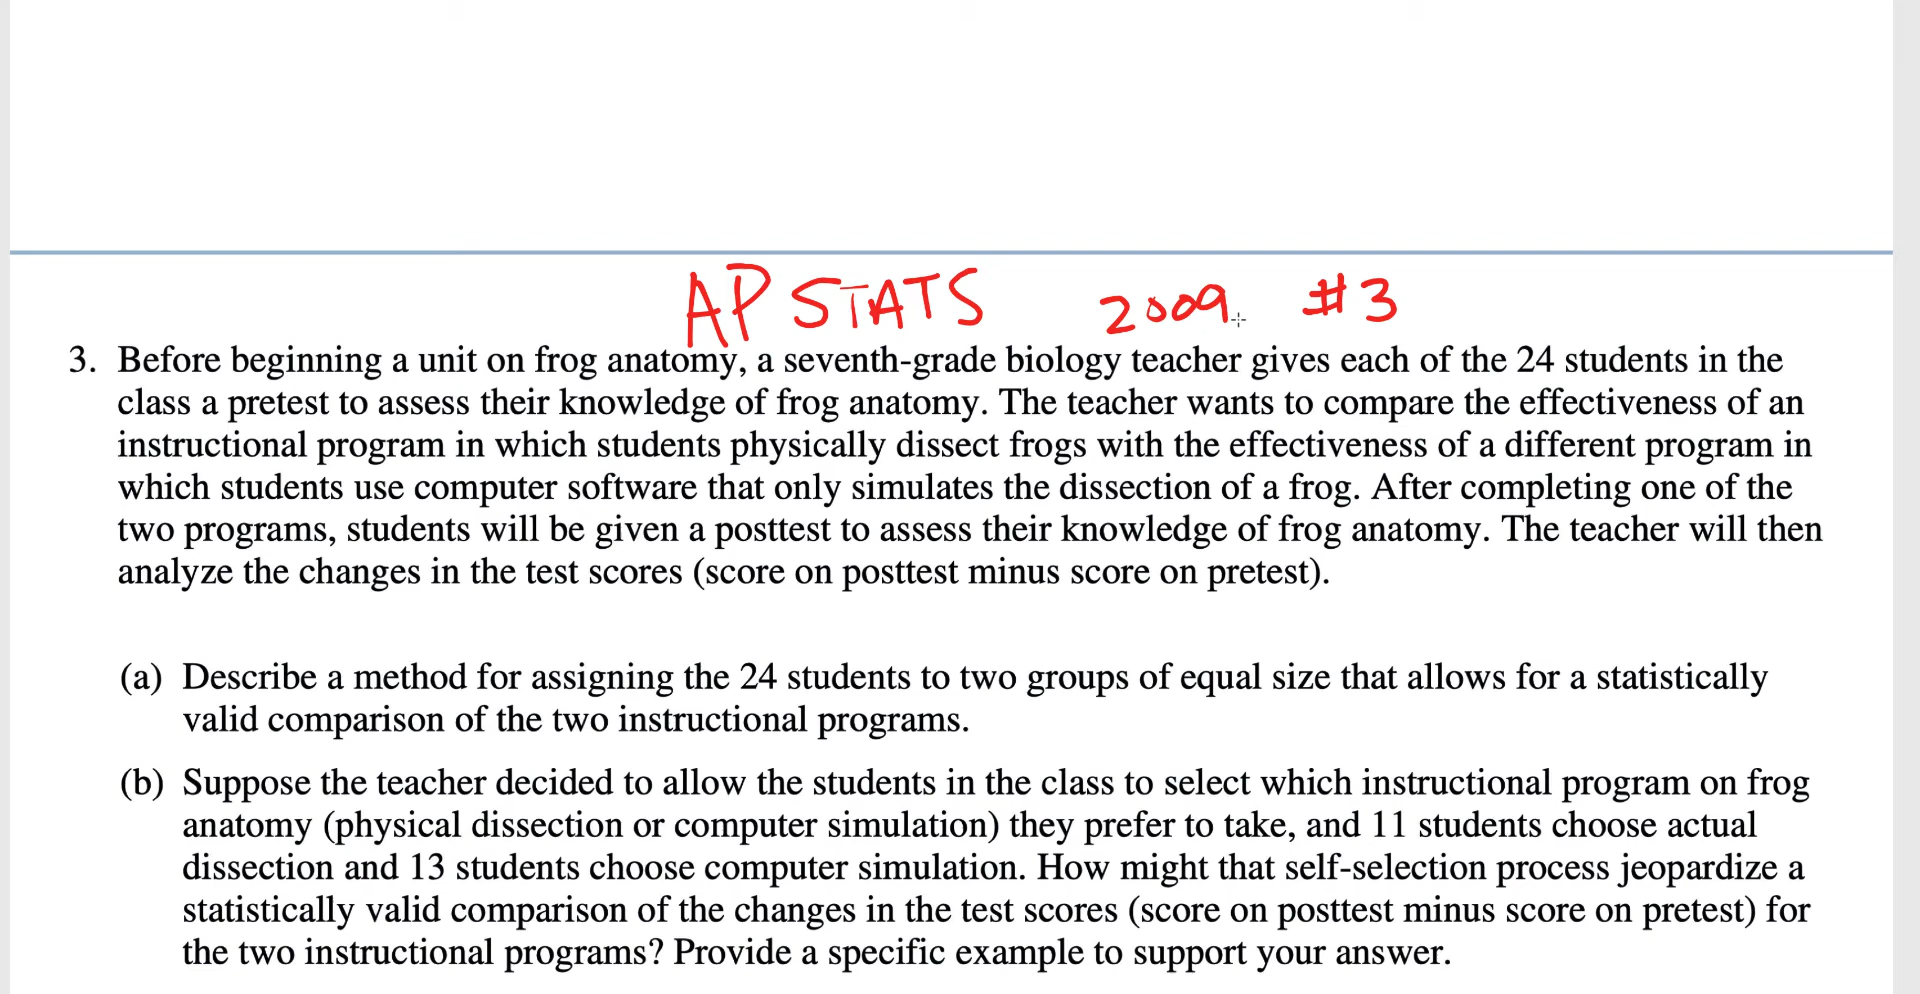 AP STATS 2009 #3
3. Before beginning a unit on frog anatomy, a seventh-grade biology teacher gives each of the 24 students in the
class a pretest to assess their knowledge of frog anatomy. The teacher wants to compare the effectiveness of an
instructional program in which students physically dissect frogs with the effectiveness of a different program in
which students use computer software that only simulates the dissection of a frog. After completing one of the
two programs, students will be given a posttest to assess their knowledge of frog anatomy. The teacher will then
analyze the changes in the test scores (score on posttest minus score on pretest).
(a) Describe a method for assigning the 24 students to two groups of equal size that allows for a statistically
valid comparison of the two instructional programs.
(b) Suppose the teacher decided to allow the students in the class to select which instructional program on frog
anatomy (physical dissection or computer simulation) they prefer to take, and 11 students choose actual
dissection and 13 students choose computer simulation. How might that self-selection process jeopardize a
statistically valid comparison of the changes in the test scores (score on posttest minus score on pretest) for
the two instructional programs? Provide a specific example to support your answer.